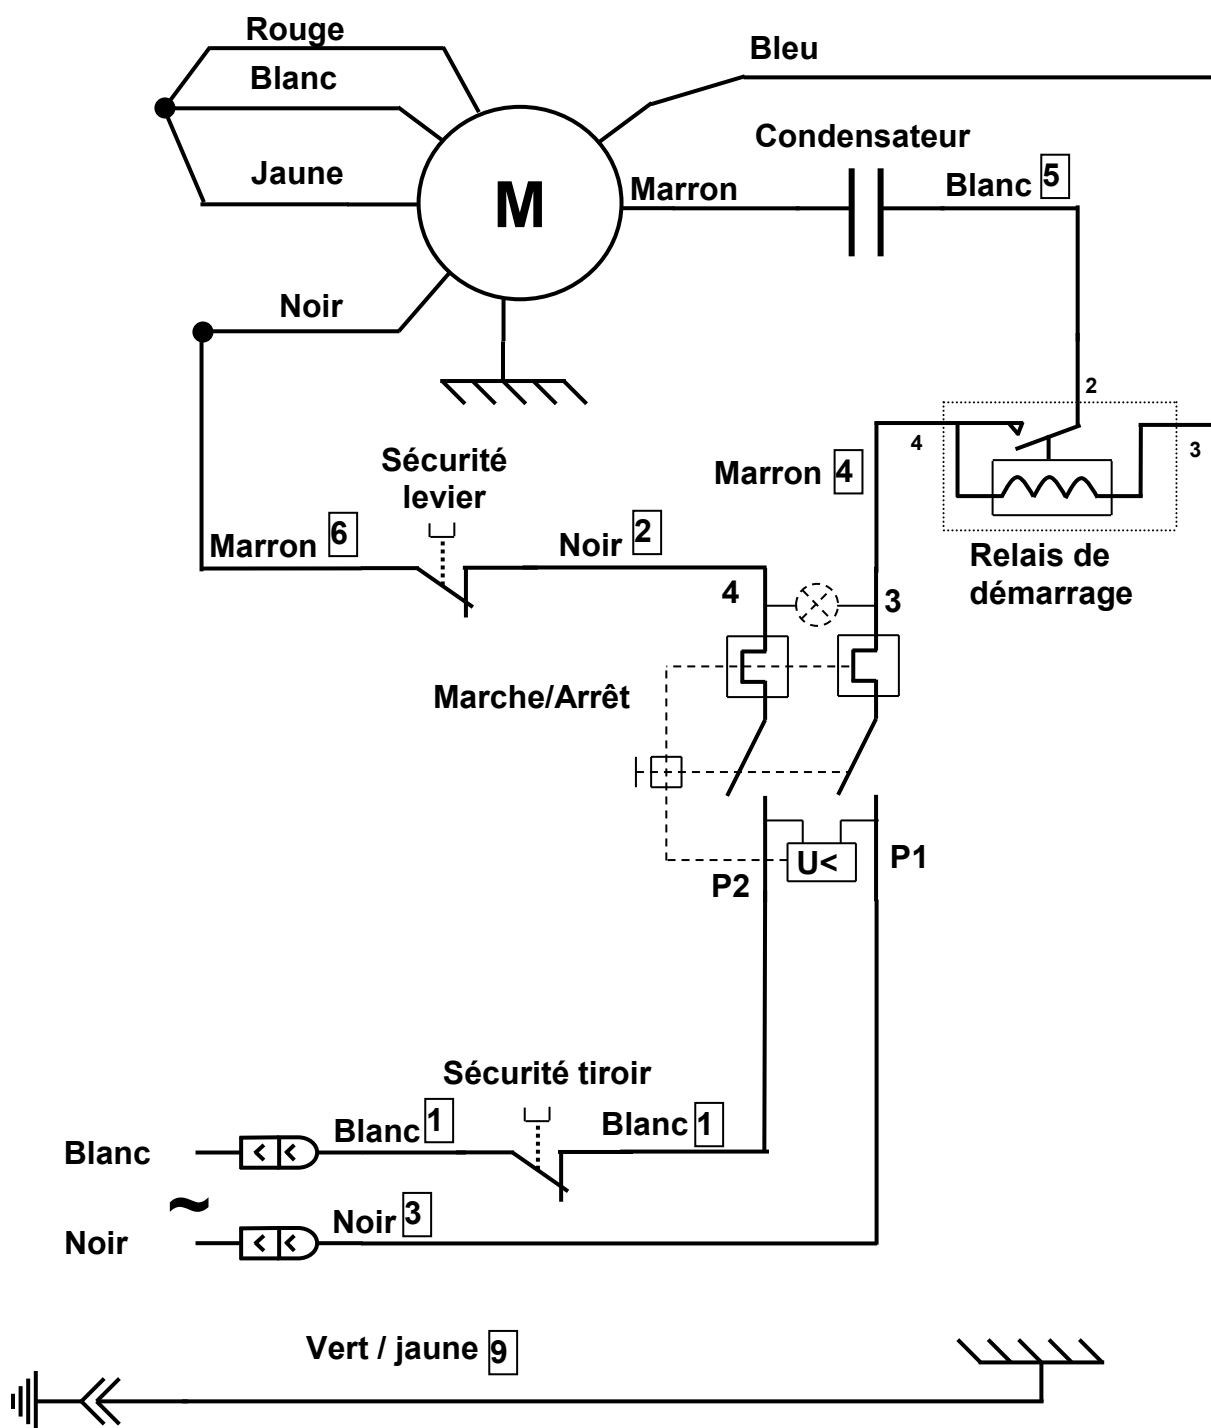 Rouge
Bleu
Blanc
Condensateur
Jaune
Marron
Blanc 5
M
Noir
2
4
3
Sécurité
levier
Marron 4
Marron 6
Noir 2
Relais de
démarrage
4
3
Marche/Arrêt
U<
P1
P2
Sécurité tiroir
Blanc 1
Blanc 1
Blanc
~
Noir 3
Noir
Vert / jaune 9